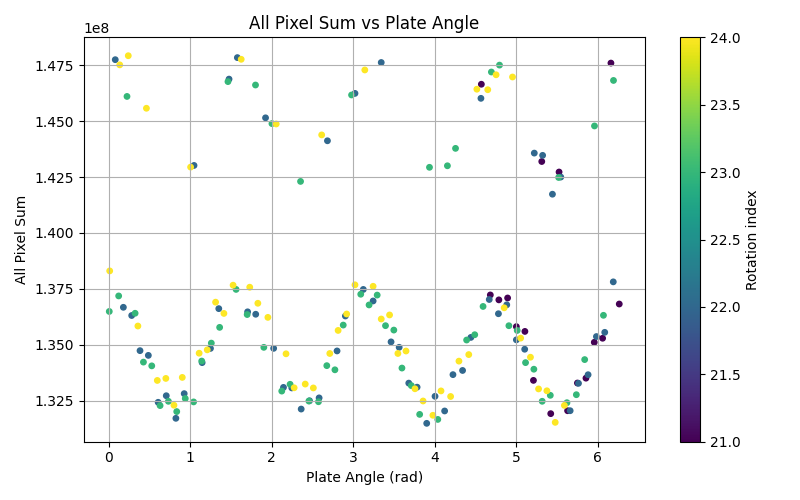 All Pixel Sum vs Plate Angle
1e8
1.475
1.450
1.425
1.400
1.375
1.350
1.325
All Pixel Sum
0 1 2 3 4 5 6
Plate Angle (rad)
24.0
23.5
23.0
22.5
22.0
21.5
21.0
Rotation index